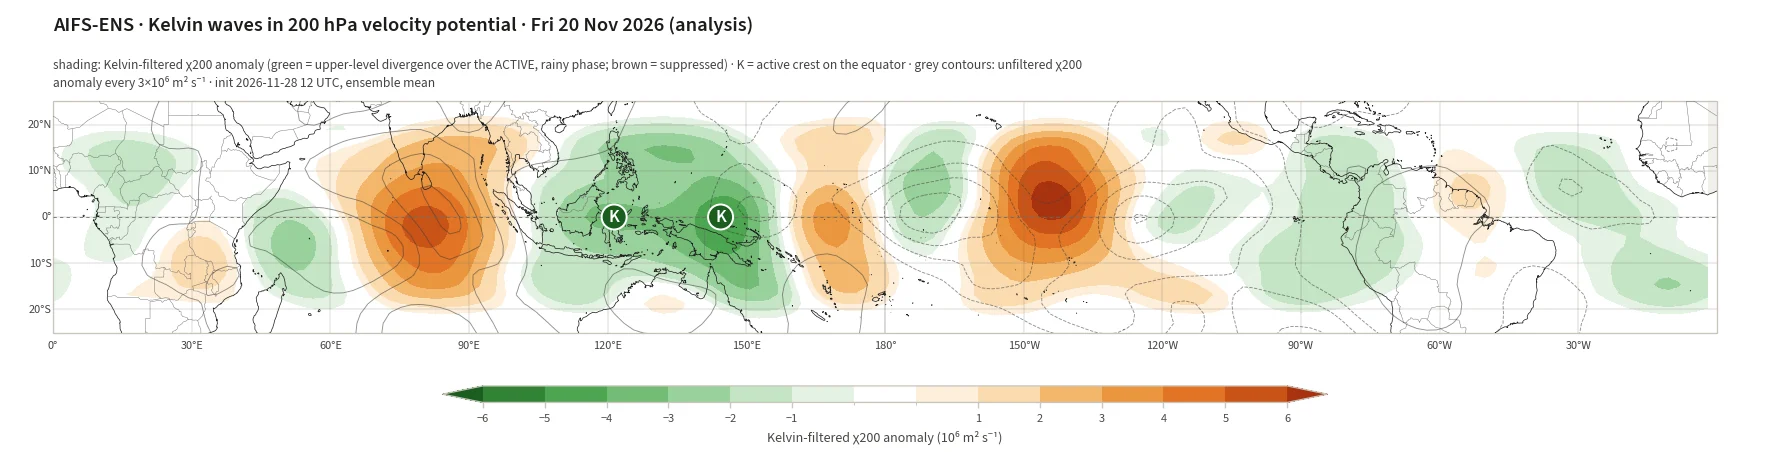 AIFS-ENS · Kelvin waves in 200 hPa velocity potential · Fri 20 Nov 2026 (analysis)
shading: Kelvin-filtered χ200 anomaly (green = upper-level divergence over the ACTIVE, rainy phase; brown = suppressed) · K = active crest on the equator · grey contours: unfiltered χ200
anomaly every 3×10⁶ m² s⁻¹ · init 2026-11-28 12 UTC, ensemble mean
20°N
10°N
0°
K K
10°S
20°S
0° 30°E 60°E 90°E 120°E 150°E 180° 150°W 120°W 90°W 60°W 30°W
−6 −5 −4 −3 −2 −1 1 2 3 4 5 6
Kelvin-filtered χ200 anomaly (10⁶ m² s⁻¹)